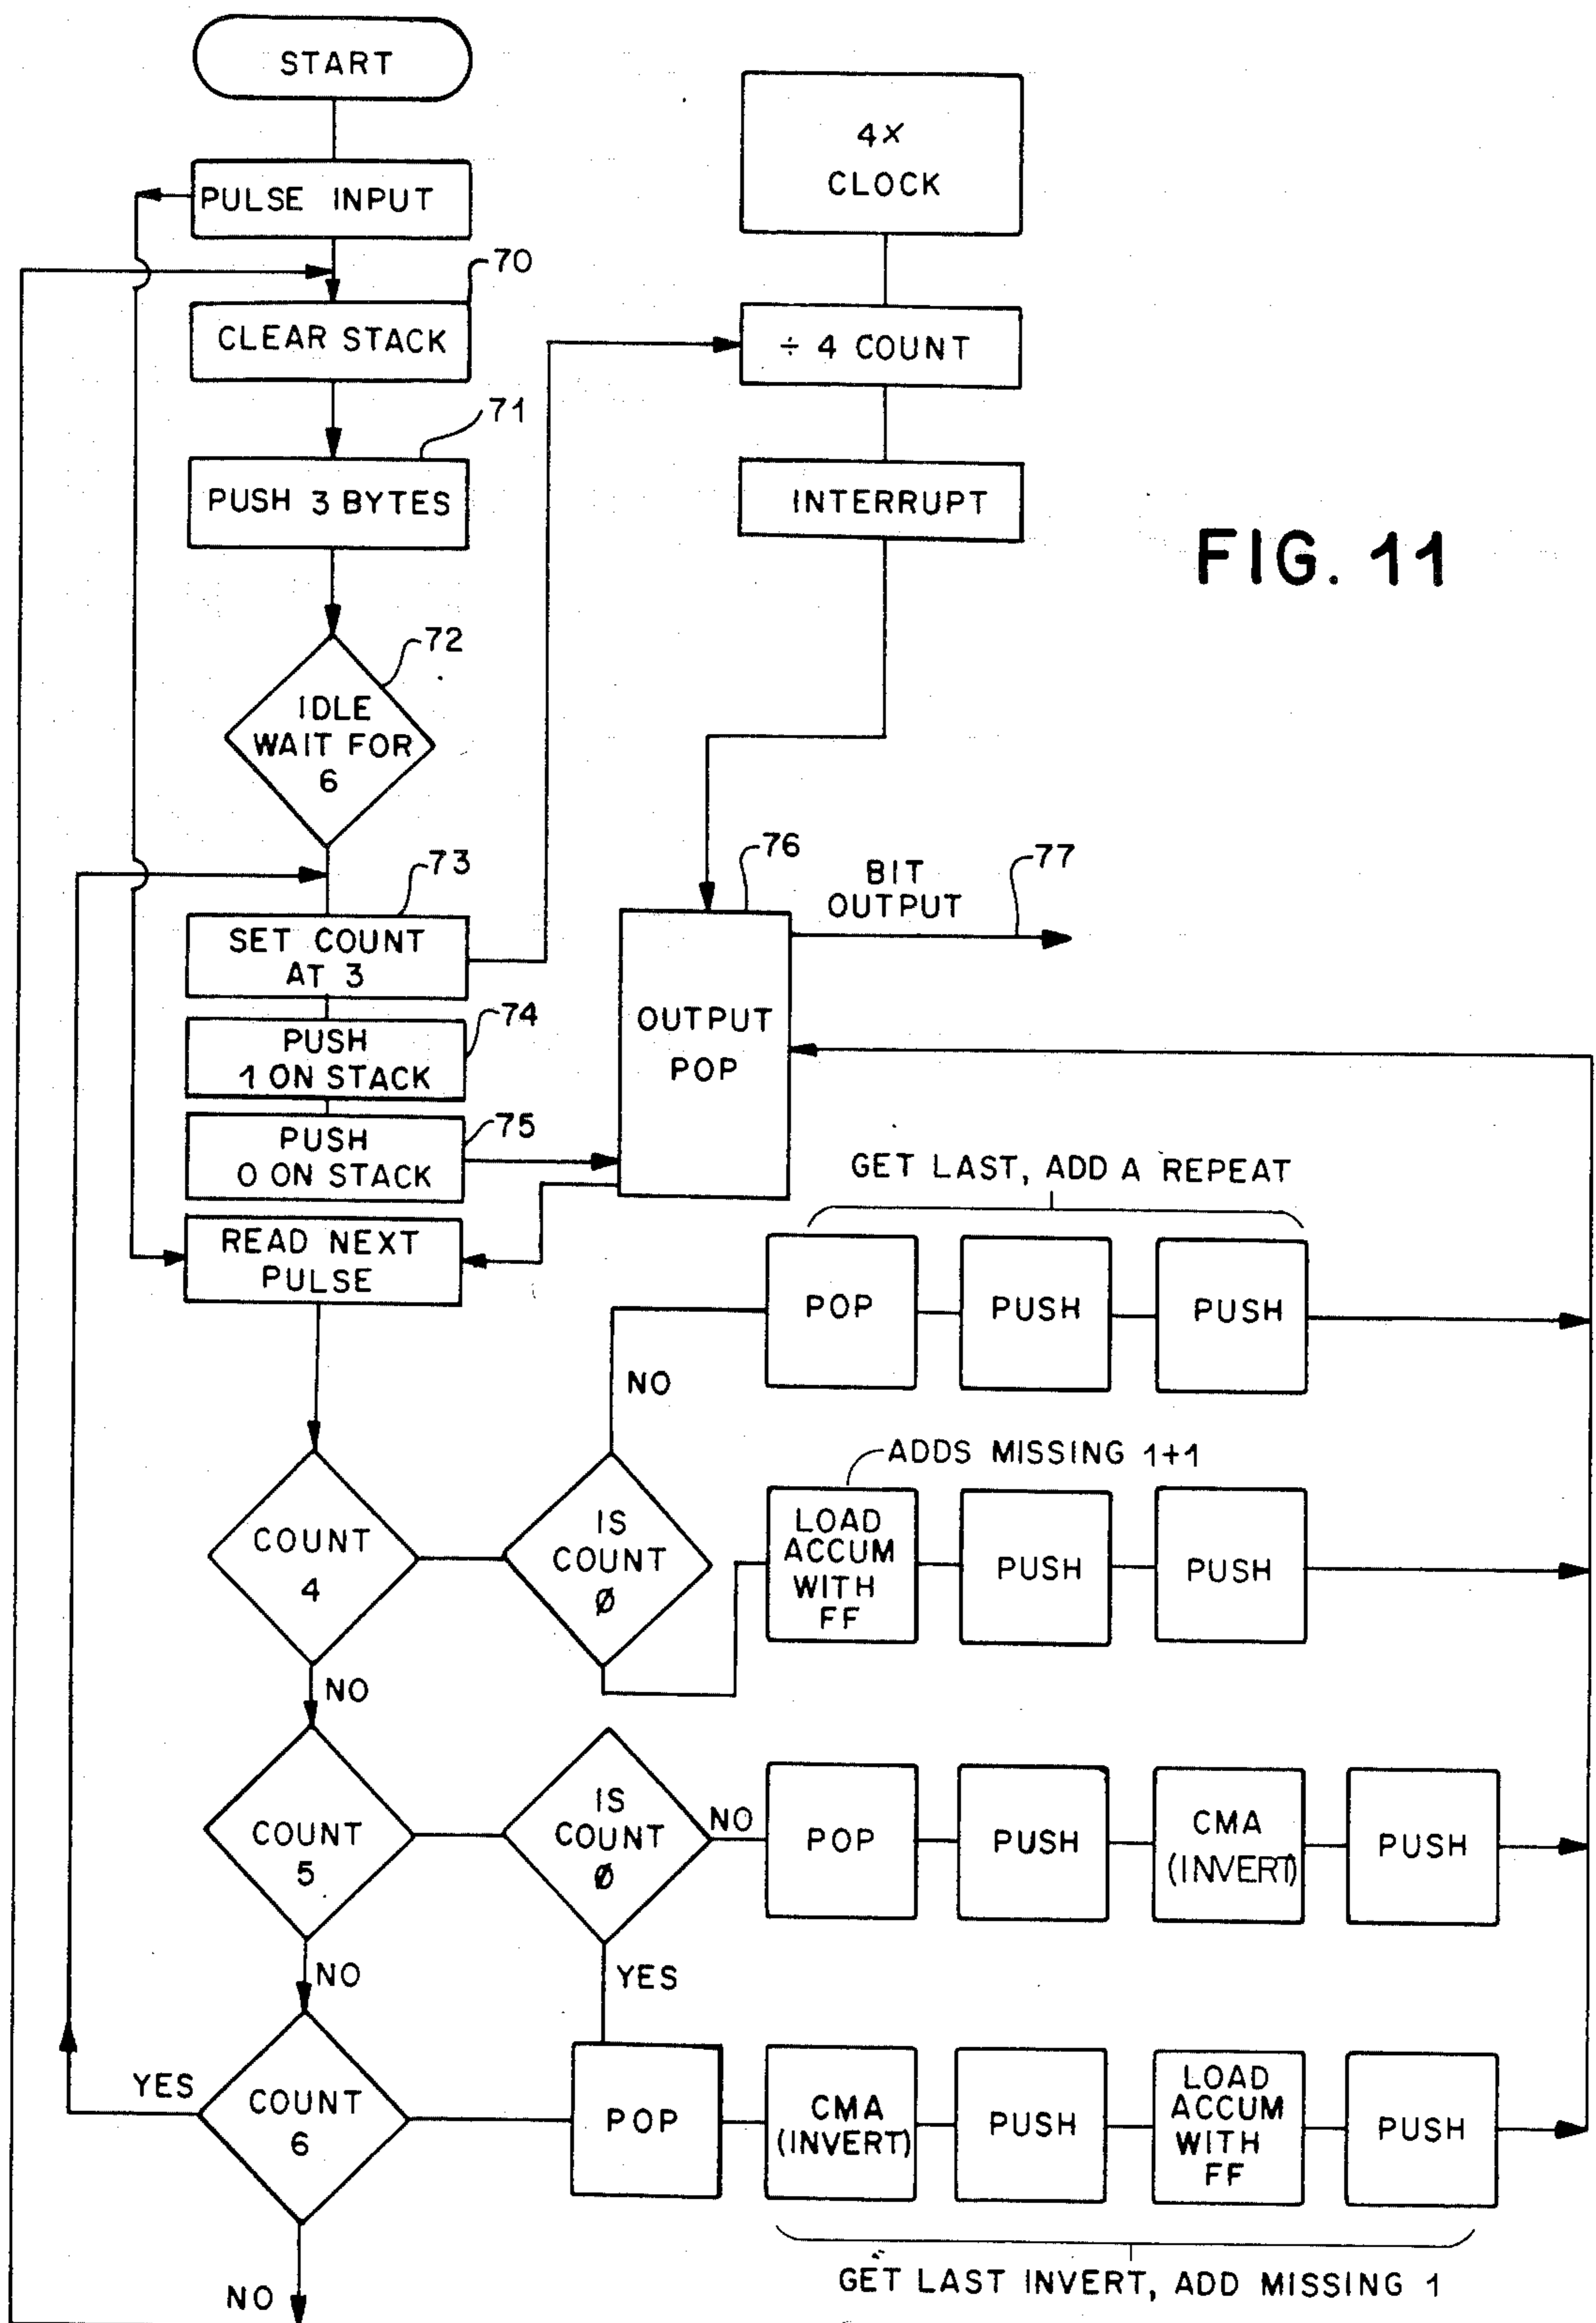 START
PULSE INPUT
70
CLEAR STACK
71
PUSH 3 BYTES
72
IDLE
WAIT FOR
6
73
SET COUNT
AT 3
74
PUSH
1 ON STACK
75
PUSH
0 ON STACK
READ NEXT
PULSE
4X
CLOCK
÷ 4 COUNT
INTERRUPT
FIG. 11
76
OUTPUT
POP
BIT
OUTPUT
77
GET LAST, ADD A REPEAT
POP
PUSH
PUSH
NO
COUNT
4
IS
COUNT
Ø
ADDS MISSING 1+1
LOAD
ACCUM
WITH
FF
PUSH
PUSH
NO
COUNT
5
IS
COUNT
Ø
NO
POP
PUSH
CMA
(INVERT)
PUSH
NO
YES
YES
COUNT
6
POP
CMA
(INVERT)
PUSH
LOAD
ACCUM
WITH
FF
PUSH
NO
GET LAST INVERT, ADD MISSING 1